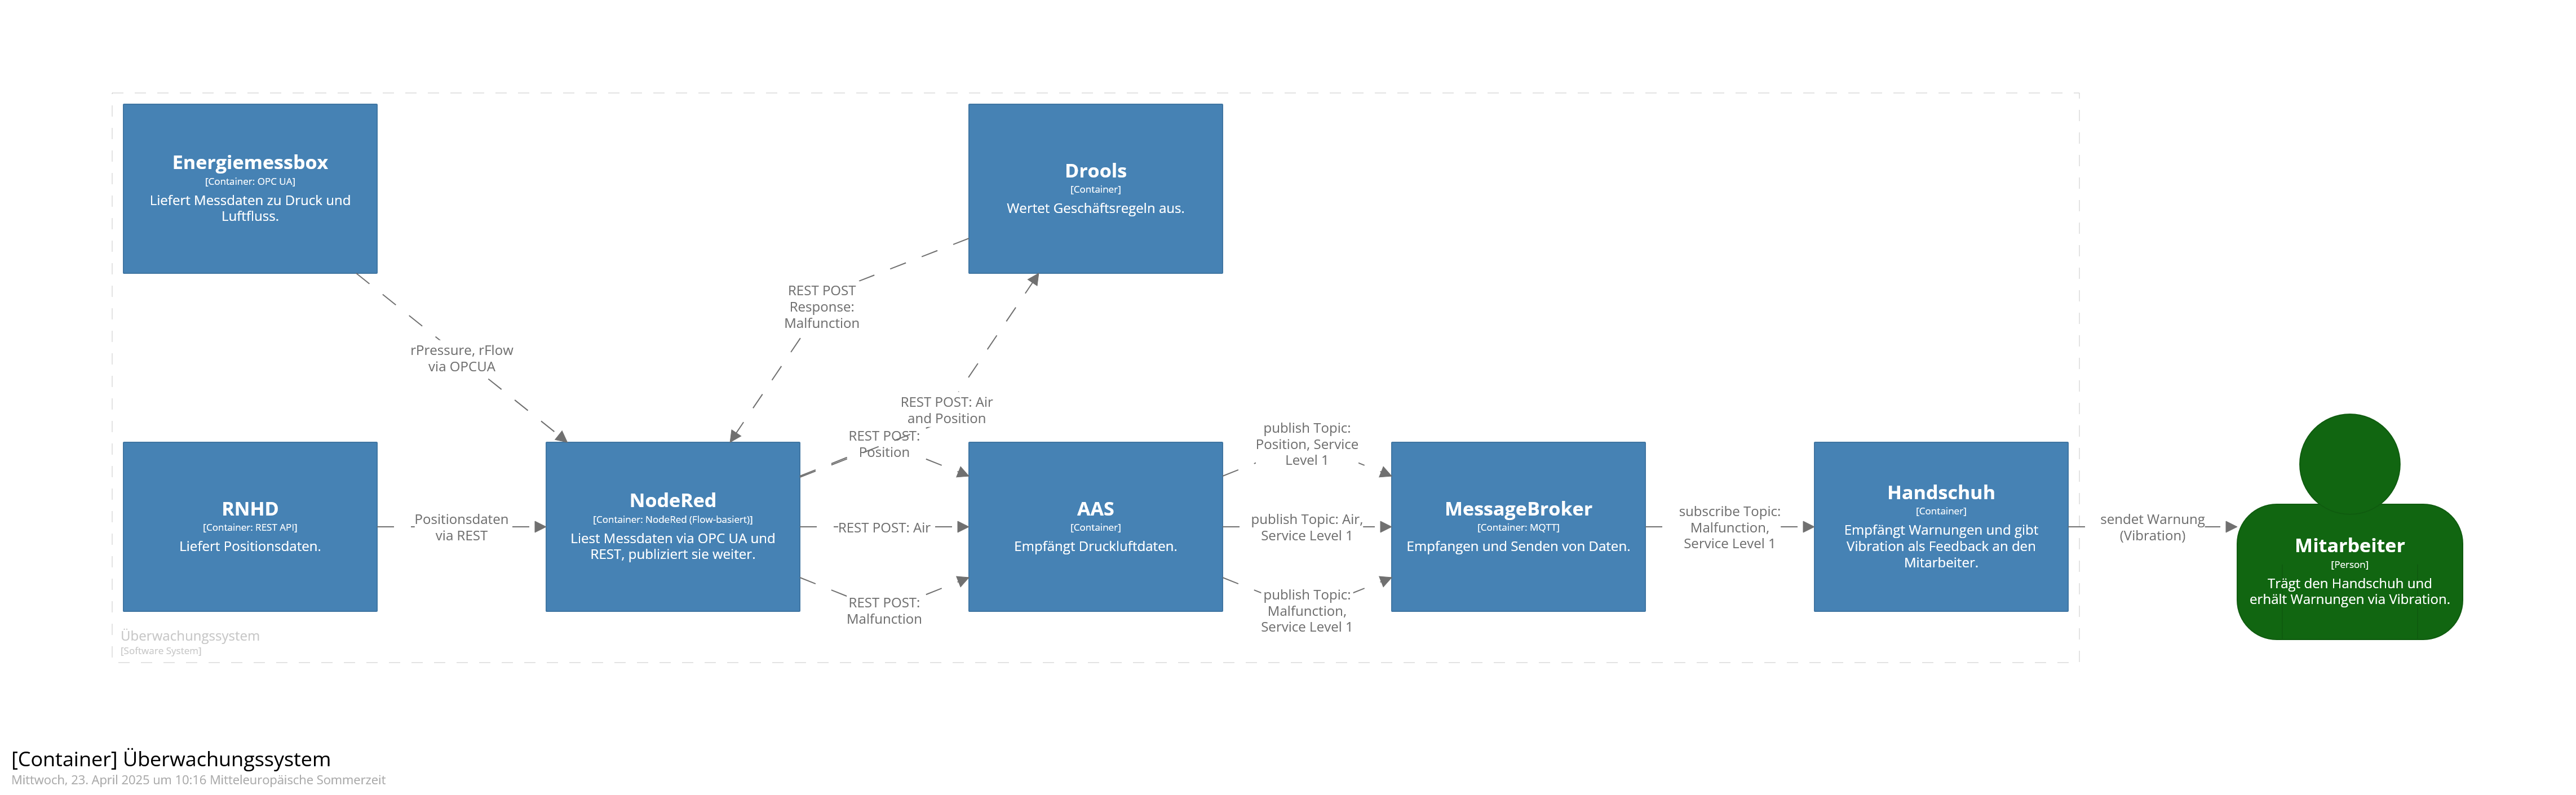 Energiemessbox
[Container: OPC UA]
Liefert Messdaten zu Druck und
Luftfluss.
Drools
[Container]
Wertet Geschäftsregeln aus.
REST POST
Response:
Malfunction
rPressure, rFlow
via OPCUA
REST POST: Air
and Position
REST POST:
Position
publish Topic:
Position, Service
Level 1
RNHD
[Container: REST API]
Liefert Positionsdaten.
Positionsdaten
via REST
NodeRed
[Container: NodeRed (Flow-basiert)]
Liest Messdaten via OPC UA und
REST, publiziert sie weiter.
REST POST: Air
AAS
[Container]
Empfängt Druckluftdaten.
publish Topic: Air,
Service Level 1
MessageBroker
[Container: MQTT]
Empfangen und Senden von Daten.
subscribe Topic:
Malfunction,
Service Level 1
Handschuh
[Container]
Empfängt Warnungen und gibt
Vibration als Feedback an den
Mitarbeiter.
sendet Warnung
(Vibration)
Mitarbeiter
[Person]
Trägt den Handschuh und
erhält Warnungen via Vibration.
REST POST:
Malfunction
publish Topic:
Malfunction,
Service Level 1
Überwachungssystem
[Software System]
[Container] Überwachungssystem
Mittwoch, 23. April 2025 um 10:16 Mitteleuropäische Sommerzeit